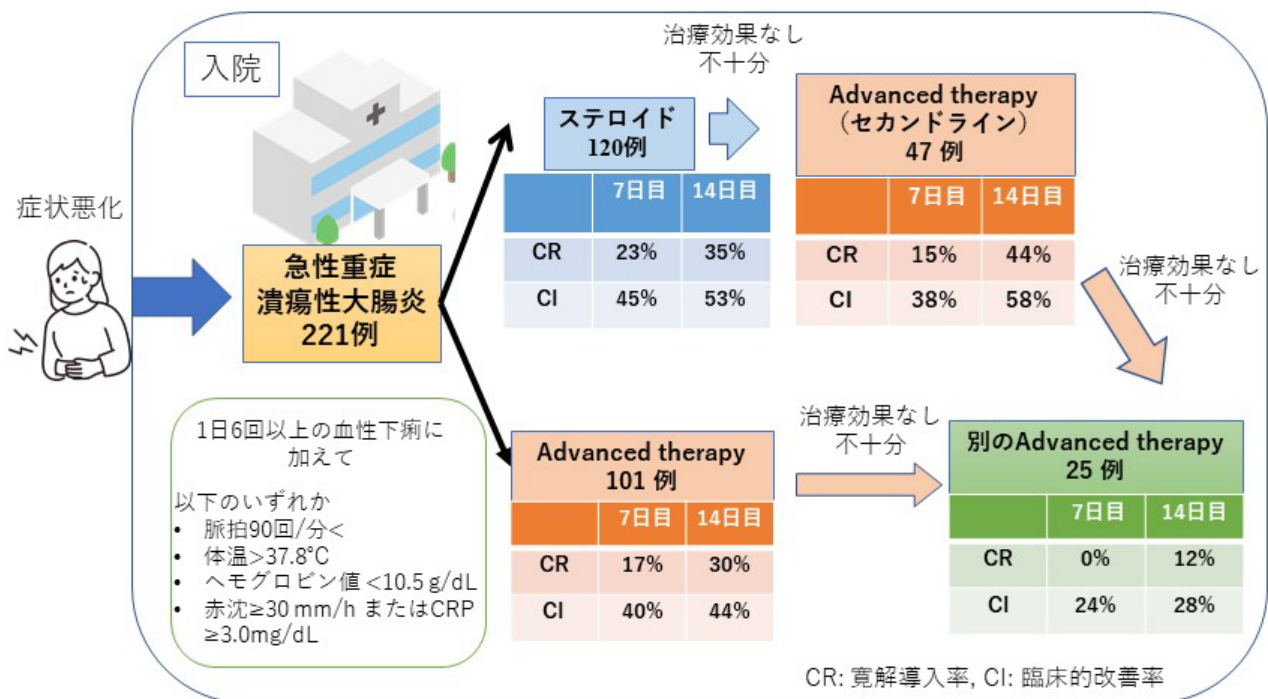 症状悪化
入院
急性重症
潰瘍性大腸炎
221例
1日6回以上の血性下痢に
加えて
以下のいずれか
• 脈拍90回/分<
• 体温>37.8°C
• ヘモグロビン値 <10.5 g/dL
• 赤沈≥30 mm/h またはCRP
≥3.0mg/dL
ステロイド
120例
7日目 14日目
CR 23% 35%
CI 45% 53%
治療効果なし
不十分
Advanced therapy
（セカンドライン）
47 例
7日目 14日目
CR 15% 44%
CI 38% 58%
治療効果なし
不十分
Advanced therapy
101 例
7日目 14日目
CR 17% 30%
CI 40% 44%
治療効果なし
不十分
別のAdvanced therapy
25 例
7日目 14日目
CR 0% 12%
CI 24% 28%
CR: 寛解導入率, CI: 臨床的改善率